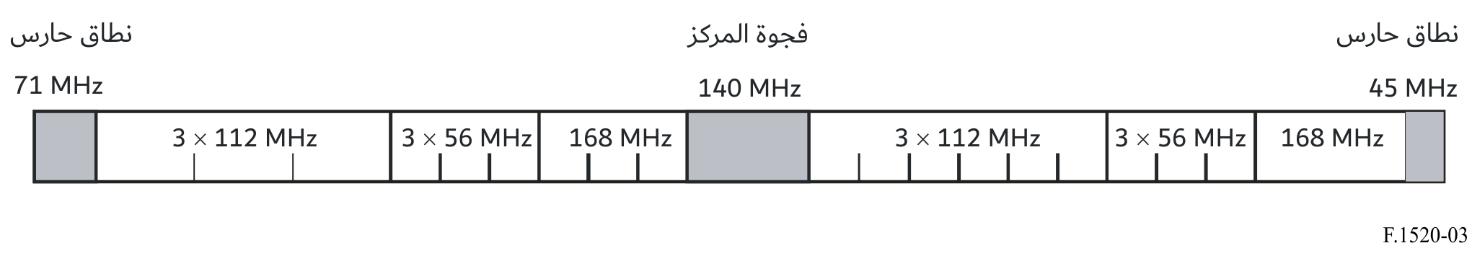 نطاق حارس
فجوة المركز
نطاق حارس
71 MHz
140 MHz
45 MHz
3 × 112 MHz
3 × 56 MHz
168 MHz
3 × 112 MHz
3 × 56 MHz
168 MHz
F.1520-03